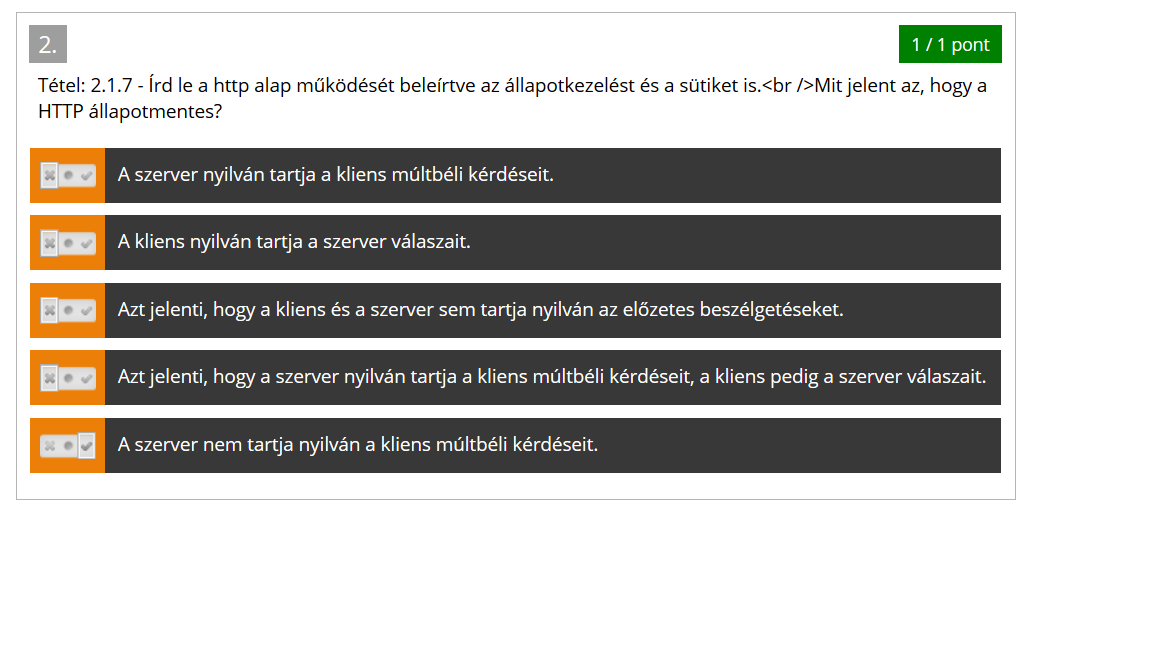 2.
1 / 1 pont
Tétel: 2.1.7 - Írd le a http alap működését beleírtve az állapotkezelést és a sütiket is.<br />Mit jelent az, hogy a
HTTP állapotmentes?
A szerver nyilván tartja a kliens múltbéli kérdéseit.
A kliens nyilván tartja a szerver válaszait.
Azt jelenti, hogy a kliens és a szerver sem tartja nyilván az előzetes beszélgetéseket.
Azt jelenti, hogy a szerver nyilván tartja a kliens múltbéli kérdéseit, a kliens pedig a szerver válaszait.
A szerver nem tartja nyilván a kliens múltbéli kérdéseit.